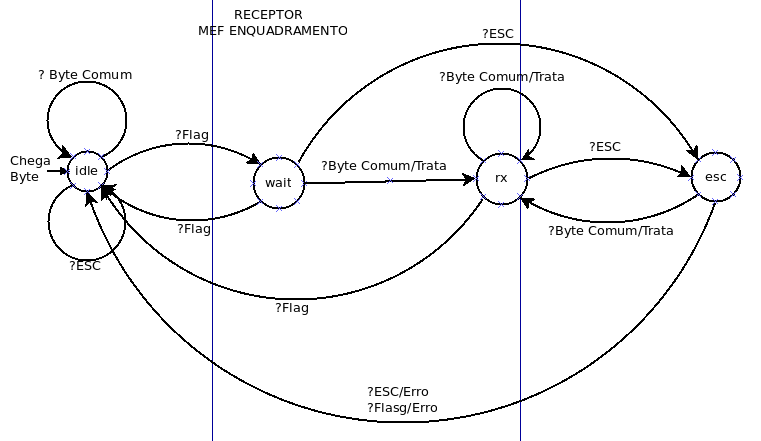 RECEPTOR
MEF ENQUADRAMENTO
?ESC
? Byte Comum
?Byte Comum/Trata
?Flag
?ESC
Chega
Byte
idle
?Byte Comum/Trata
wait
rx
esc
?Flag
?Byte Comum/Trata
?ESC
?Flag
?ESC/Erro
?Flasg/Erro